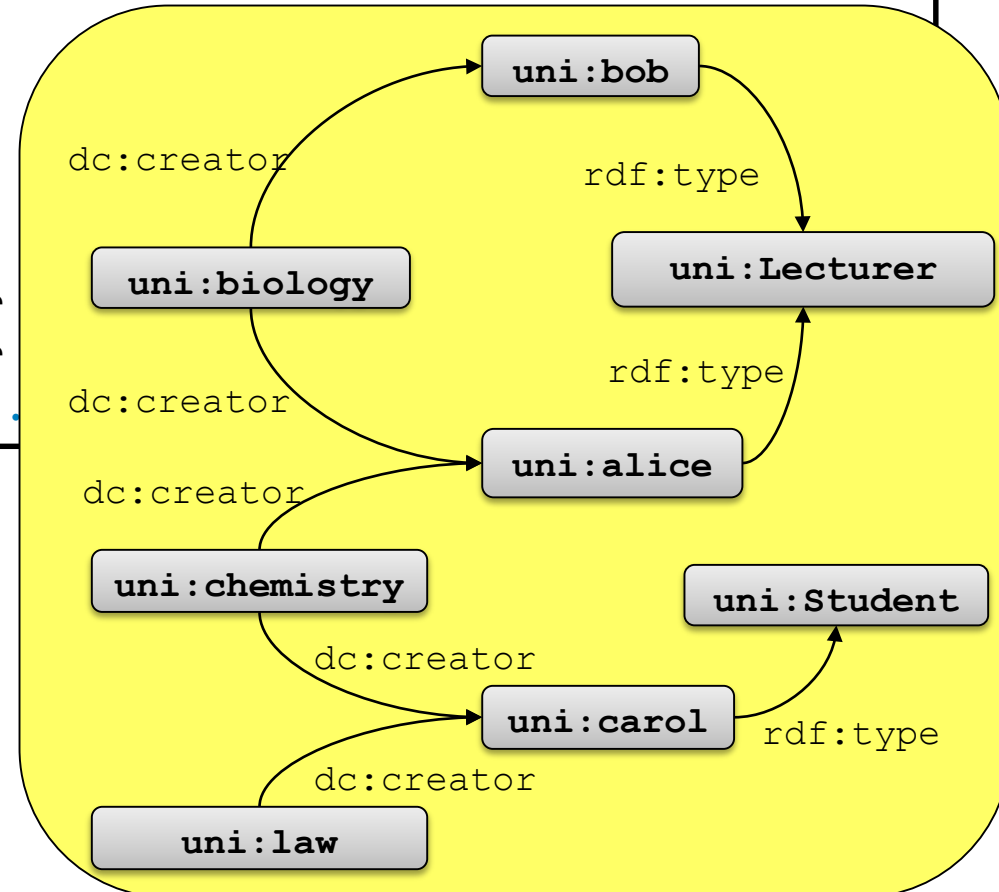 uni:bob
dc:creator
rdf:type
uni:Lecturer
uni:biology
rdf:type
dc:creator
uni:alice
dc:creator
uni:chemistry
uni:Student
dc:creator
uni:carol
rdf:type
dc:creator
uni:law